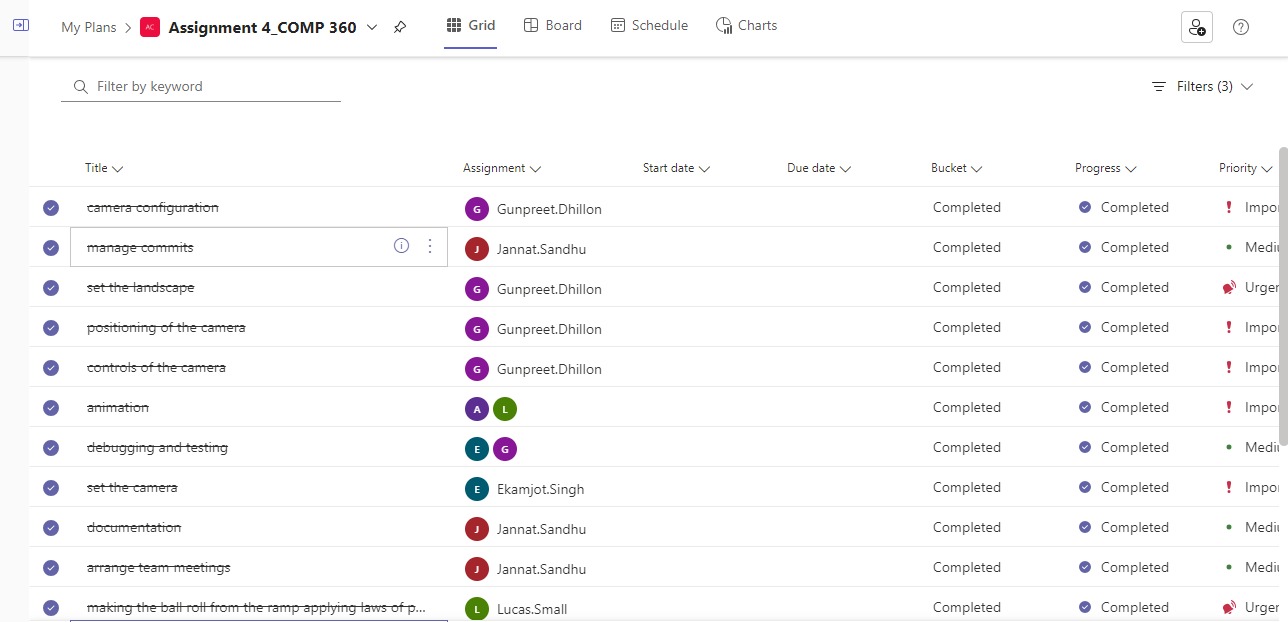 My Plans > AC Assignment 4_COMP 360 Grid Board Schedule Charts
Filter by keyword Filters (3)
Title Assignment Start date Due date Bucket Progress Priority
camera configuration G Gunpreet.Dhillon Completed Completed Impor
manage commits J Jannat.Sandhu Completed Completed Mediu
set the landscape G Gunpreet.Dhillon Completed Completed Urgen
positioning of the camera G Gunpreet.Dhillon Completed Completed Impor
controls of the camera G Gunpreet.Dhillon Completed Completed Impor
animation A L Completed Completed Impor
debugging and testing E G Completed Completed Mediu
set the camera E Ekamjot.Singh Completed Completed Impor
documentation J Jannat.Sandhu Completed Completed Mediu
arrange team meetings J Jannat.Sandhu Completed Completed Mediu
making the ball roll from the ramp applying laws of p... L Lucas.Small Completed Completed Urgen